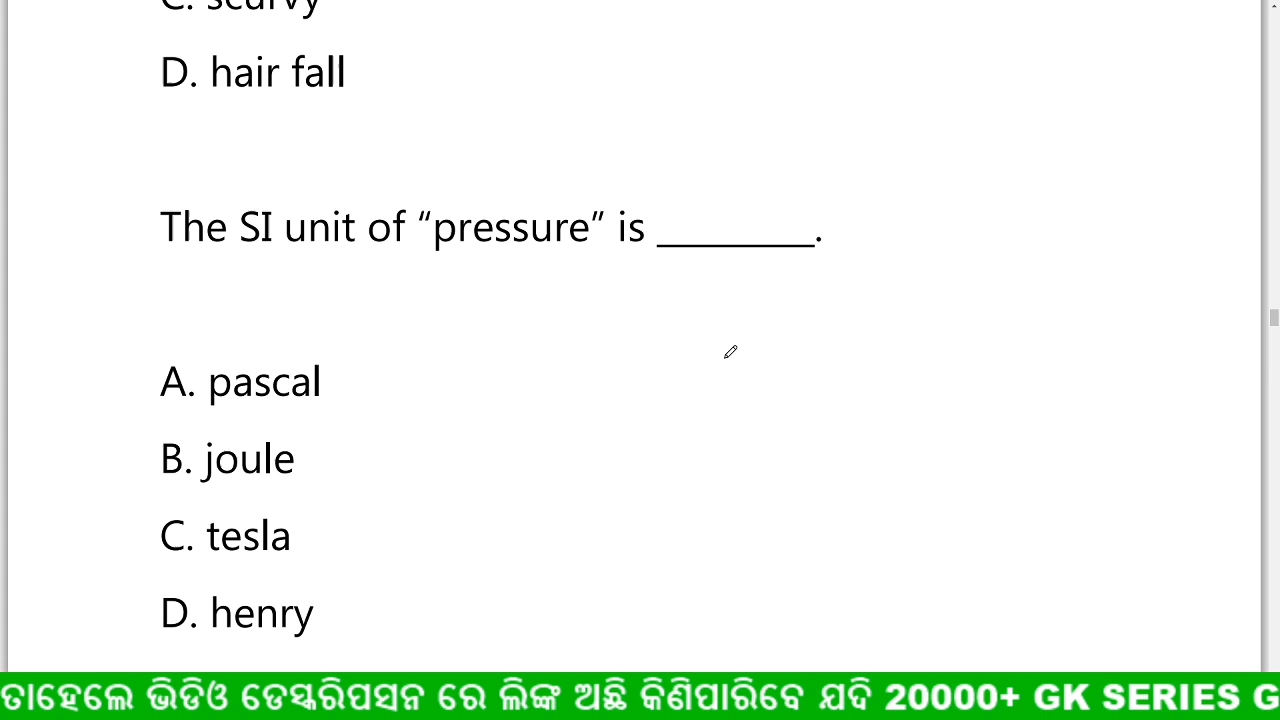 C. scurvy
D. hair fall
The SI unit of “pressure” is _________.
A. pascal
B. joule
C. tesla
D. henry
ତାହେଲେ ଭିଡିଓ ଡେସ୍କରିପସନ ରେ ଲିଙ୍କ ଅଛି କିଣିପାରିବେ ଯଦି 20000+ GK SERIES G